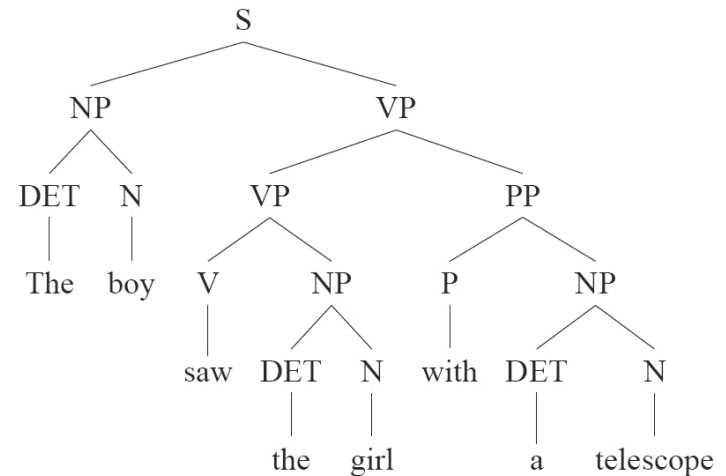 S
NP VP
DET N VP PP
The boy V NP P NP
saw DET N with DET N
the girl a telescope